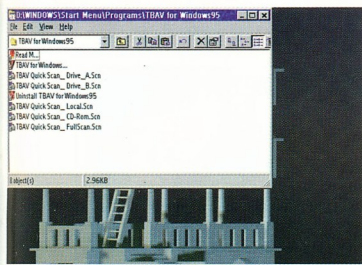 D:\WINDOWS\Start Menu\Programs\TBAV for Windows95
File Edit View Help
TBAV for Windows95
Read M...
TBAV for Windows...
TBAV Quick Scan_ Drive_A.Scn
TBAV Quick Scan_ Drive_B.Scn
Uninstall TBAV for Windows95
TBAV Quick Scan_ Local.Scn
TBAV Quick Scan_ CD-Rom.Scn
TBAV Quick Scan_ FullScan.Scn
1 object(s) 2.96KB